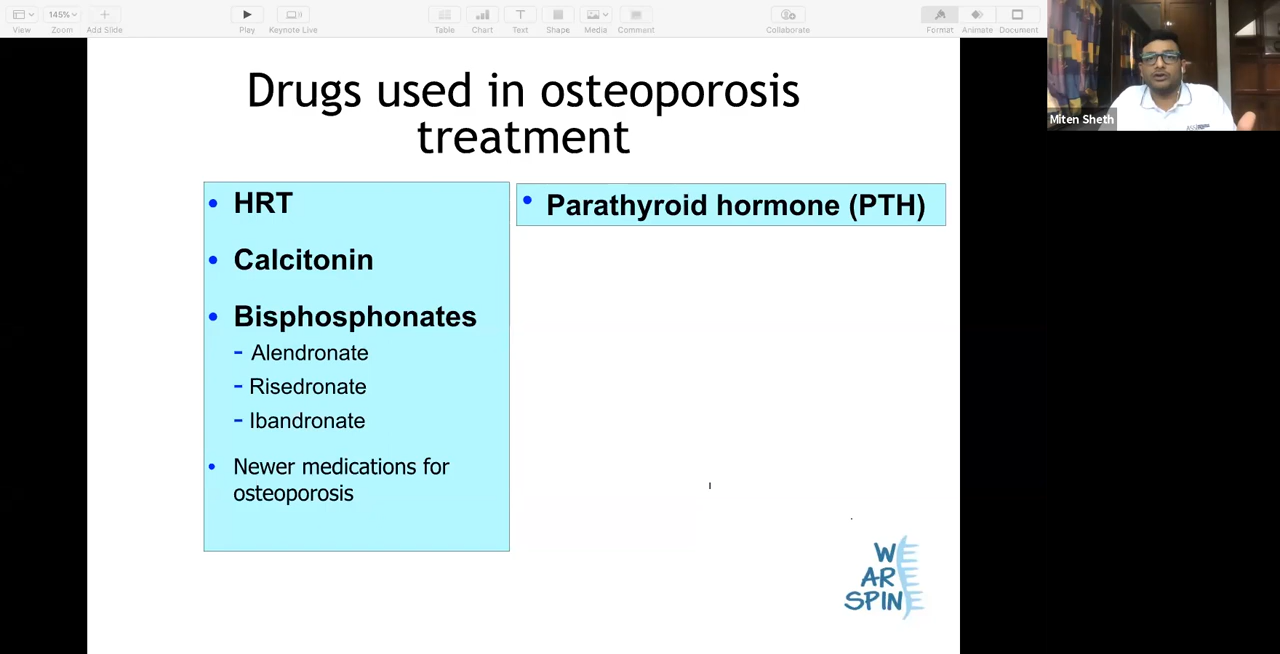 145%
View
Zoom
Add Slide
Play
Keynote Live
Table
Chart
Text
Shape
Media
Comment
Collaborate
Format
Animate
Document
Miten Sheth
Drugs used in osteoporosis
treatment
• HRT
• Calcitonin
• Bisphosphonates
- Alendronate
- Risedronate
- Ibandronate
• Newer medications for
osteoporosis
• Parathyroid hormone (PTH)
WE
AR
SPINE